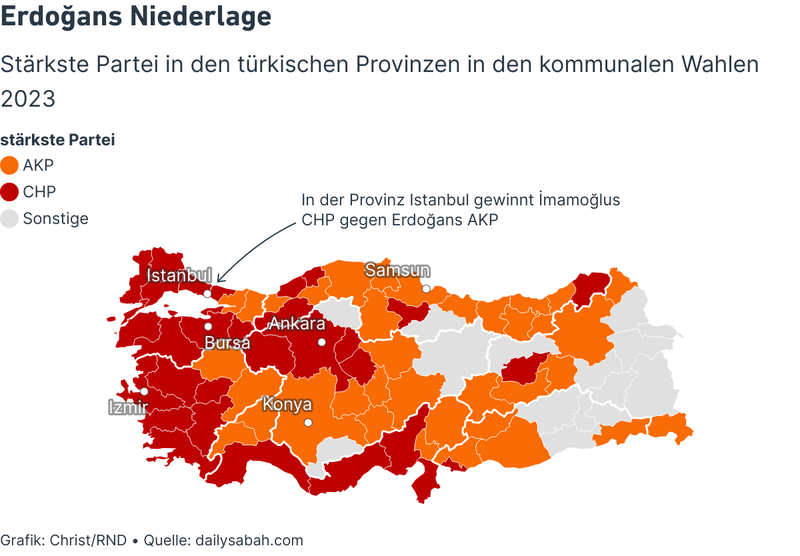 Erdoğans Niederlage
Stärkste Partei in den türkischen Provinzen in den kommunalen Wahlen
2023
stärkste Partei
AKP
CHP
Sonstige
In der Provinz Istanbul gewinnt İmamoğlus
CHP gegen Erdoğans AKP
Istanbul
Samsun
Ankara
Bursa
Izmir
Konya
Grafik: Christ/RND • Quelle: dailysabah.com